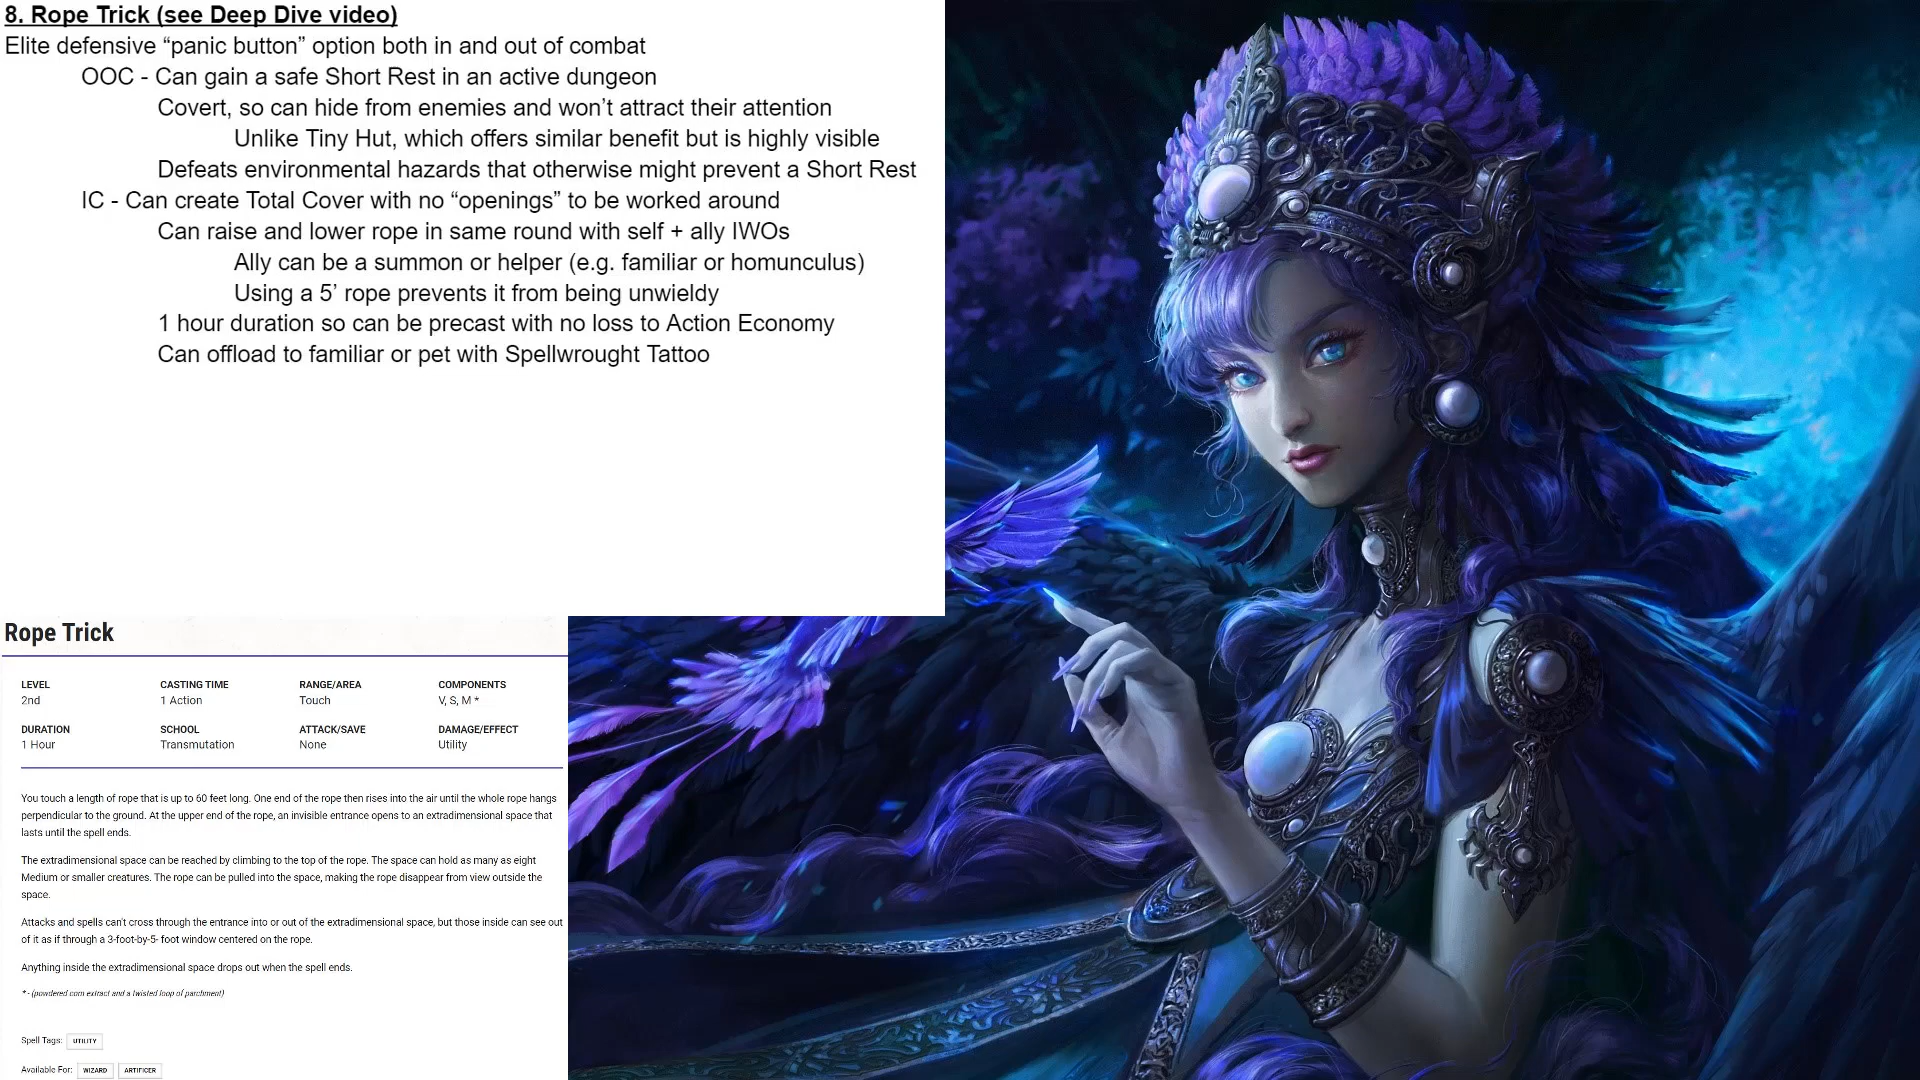 8. Rope Trick (see Deep Dive video)
Elite defensive “panic button” option both in and out of combat
OOC - Can gain a safe Short Rest in an active dungeon
Covert, so can hide from enemies and won’t attract their attention
Unlike Tiny Hut, which offers similar benefit but is highly visible
Defeats environmental hazards that otherwise might prevent a Short Rest
IC - Can create Total Cover with no “openings” to be worked around
Can raise and lower rope in same round with self + ally IWOs
Ally can be a summon or helper (e.g. familiar or homunculus)
Using a 5’ rope prevents it from being unwieldy
1 hour duration so can be precast with no loss to Action Economy
Can offload to familiar or pet with Spellwrought Tattoo
Rope Trick
LEVEL CASTING TIME RANGE/AREA COMPONENTS
2nd 1 Action Touch V, S, M *
DURATION SCHOOL ATTACK/SAVE DAMAGE/EFFECT
1 Hour Transmutation None Utility
You touch a length of rope that is up to 60 feet long. One end of the rope then rises into the air until the whole rope hangs
perpendicular to the ground. At the upper end of the rope, an invisible entrance opens to an extradimensional space that
lasts until the spell ends.
The extradimensional space can be reached by climbing to the top of the rope. The space can hold as many as eight
Medium or smaller creatures. The rope can be pulled into the space, making the rope disappear from view outside the
space.
Attacks and spells can't cross through the entrance into or out of the extradimensional space, but those inside can see out
of it as if through a 3-foot-by-5- foot window centered on the rope.
Anything inside the extradimensional space drops out when the spell ends.
* - (powdered corn extract and a twisted loop of parchment)
Spell Tags: UTILITY
Available For: WIZARD ARTIFICER